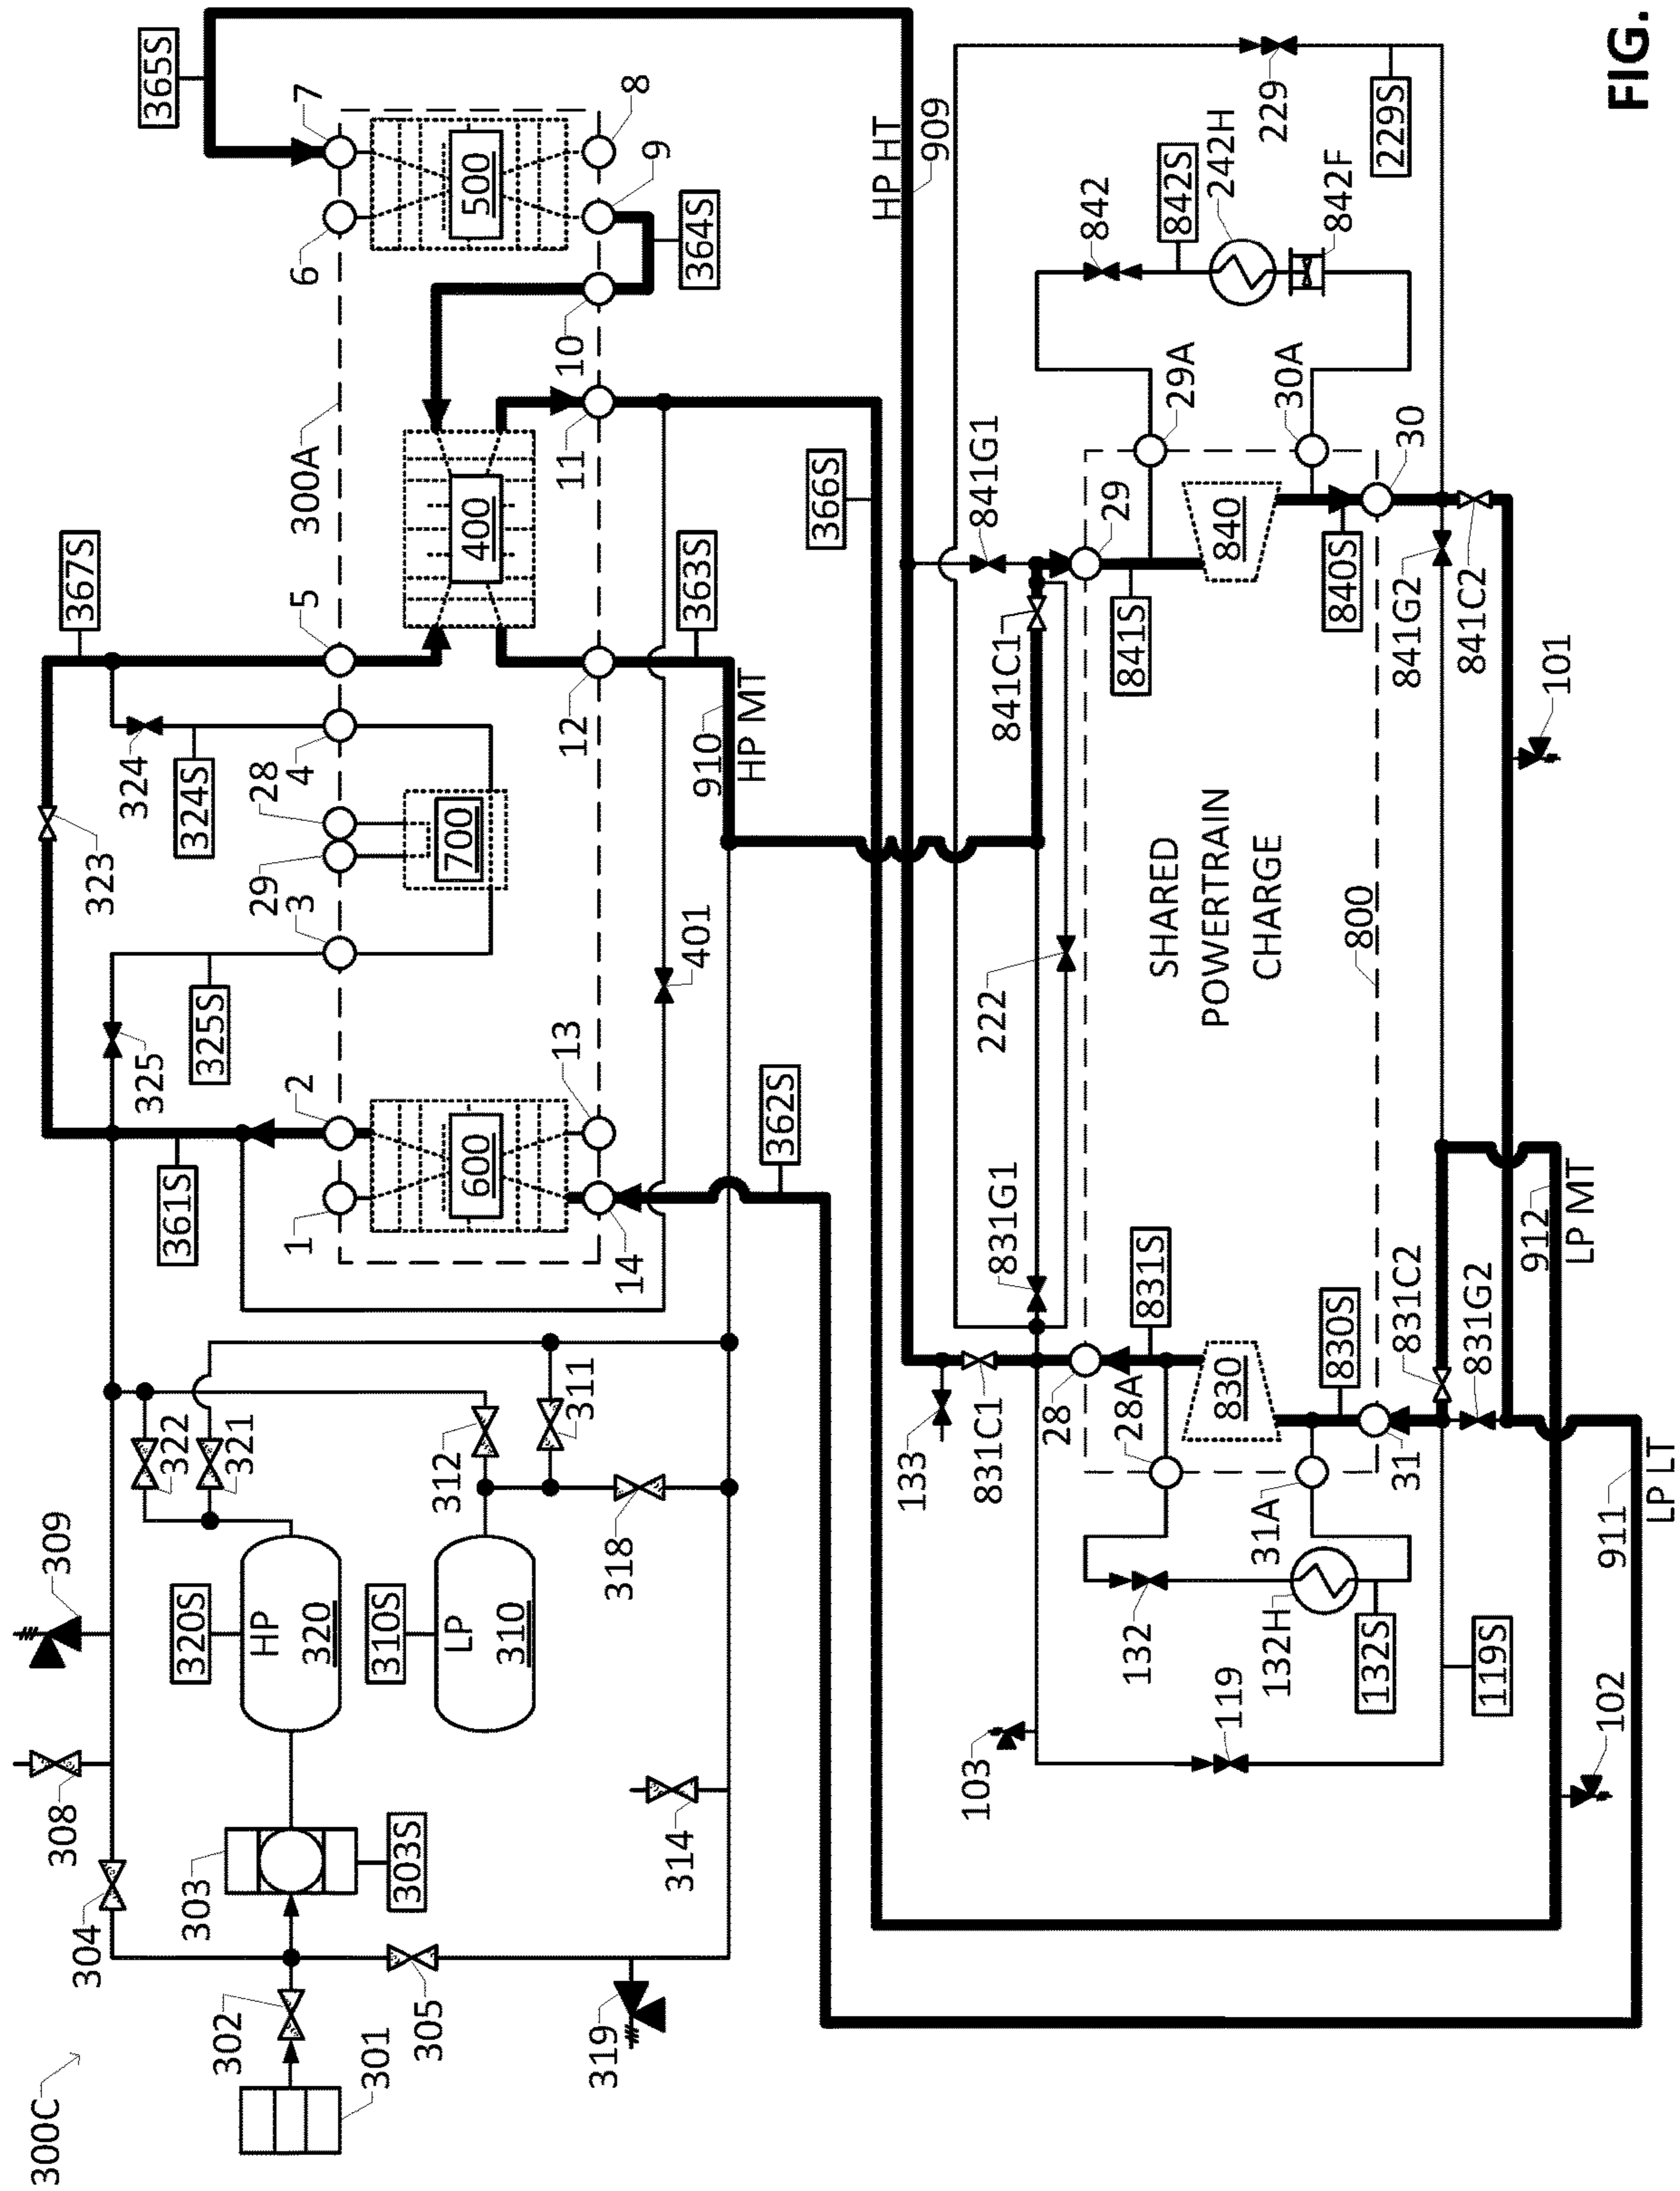 300C
301
302
303
303S
304
305
308
309
314
319
HP
320
320S
LP
310
310S
322
321
312
311
318
361S
325
325S
323
324
324S
367S
300A
365S
1
2
3
29
28
4
5
6
7
8
9
10
11
12
13
14
600
700
400
500
364S
363S
366S
362S
401
910
HP MT
HP HT
909
133
831C1
831G1
222
841C1
841G1
28
28A
831S
830
830S
31
31A
132
132H
132S
119
119S
103
102
101
831C2
831G2
912
LP MT
911
LP LT
SHARED
POWERTRAIN
CHARGE
800
29
29A
841S
840
840S
30
30A
841G2
841C2
842
842S
242H
842F
229
229S
FIG.